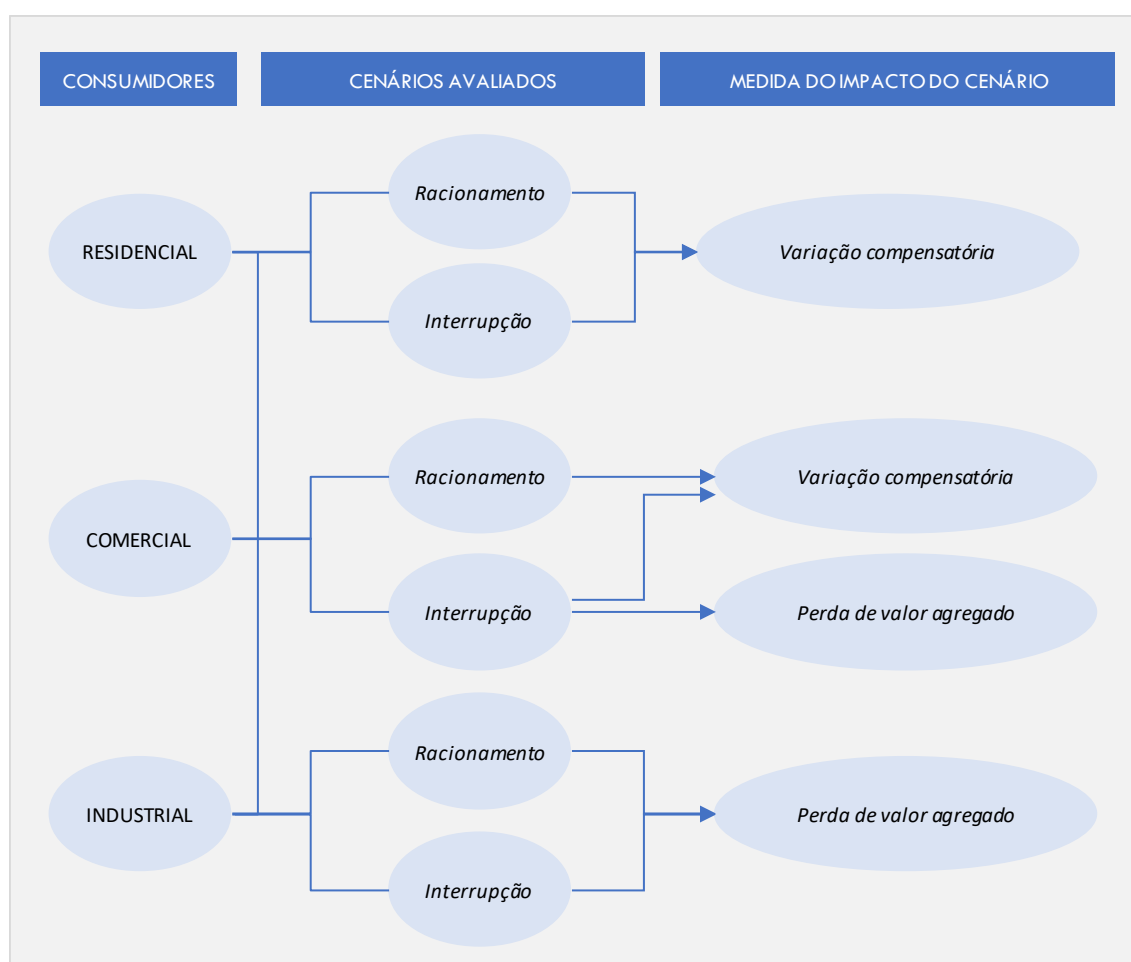 CONSUMIDORES
CENÁRIOS AVALIADOS
MEDIDA DO IMPACTO DO CENÁRIO
Racionamento
RESIDENCIAL
Variação compensatória
Interrupção
Racionamento
Variação compensatória
COMERCIAL
Interrupção
Perda de valor agregado
Racionamento
INDUSTRIAL
Perda de valor agregado
Interrupção